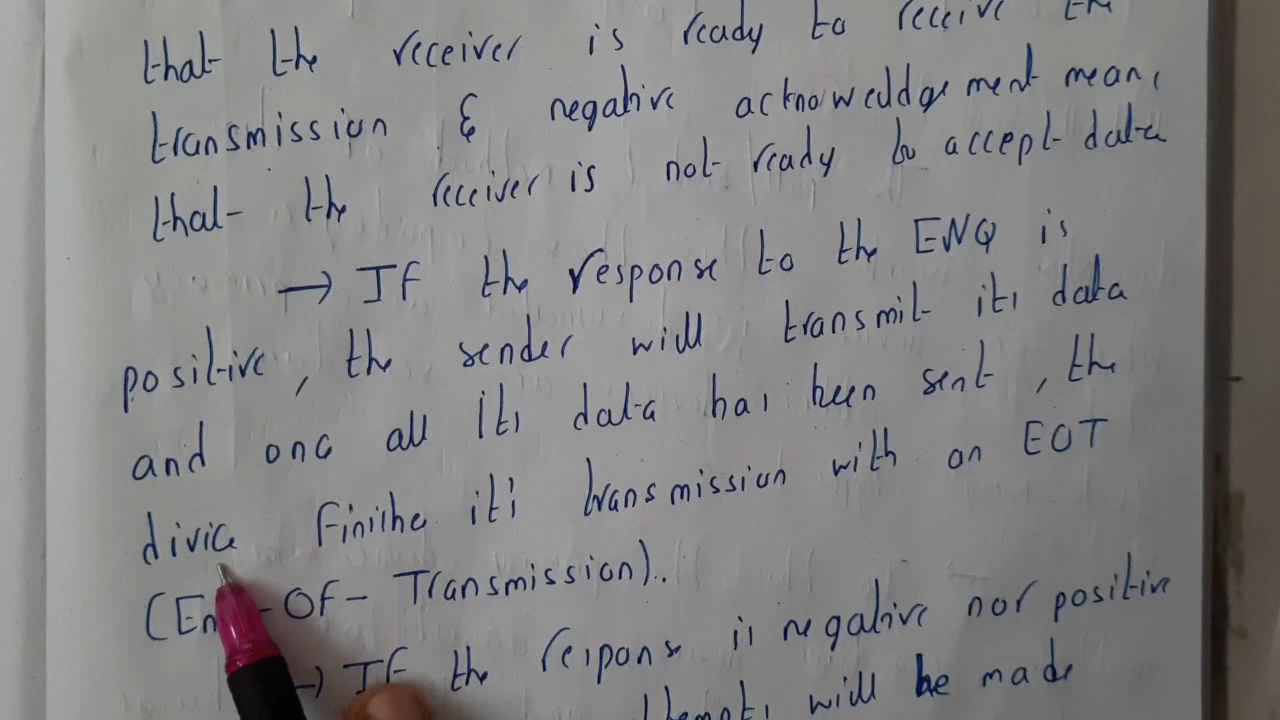 that the receiver is ready to receive the
transmission & negative acknoweddgement means
that the receiver is not ready to accept data
→ If the response to the ENQ is
positive, the sender will transmit its data
and once all its data has been sent, the
divice finishe its transmission with an EOT
(End-Of-Transmission).
→ If the response is negative nor positive
will be made